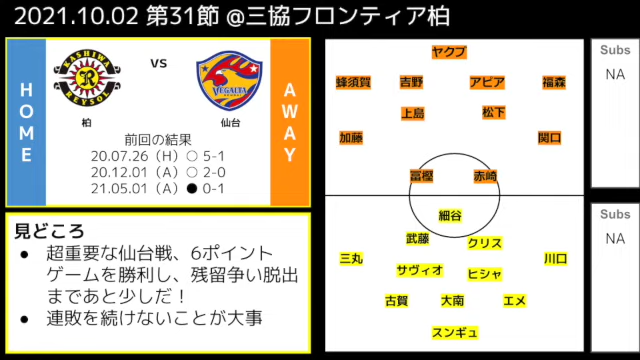 2021.10.02 第31節 @三協フロンティア柏
HOME
KASHIWA
REYSOL
VS
VEGALTA
AWAY
柏
仙台
前回の結果
20.07.26（H）○ 5-1
20.12.01（A）○ 2-0
21.05.01（A）● 0-1
見どころ
● 超重要な仙台戦、6ポイント
ゲームを勝利し、残留争い脱出
まであと少しだ！
● 連敗を続けないことが大事
ヤクブ
蜂須賀 吉野 アピア 福森
上島 松下
加藤 関口
冨樫 赤崎
細谷
武藤 クリス
三丸 川口
サヴィオ ヒシャ
古賀 大南 エメ
スンギュ
Subs
NA
Subs
NA